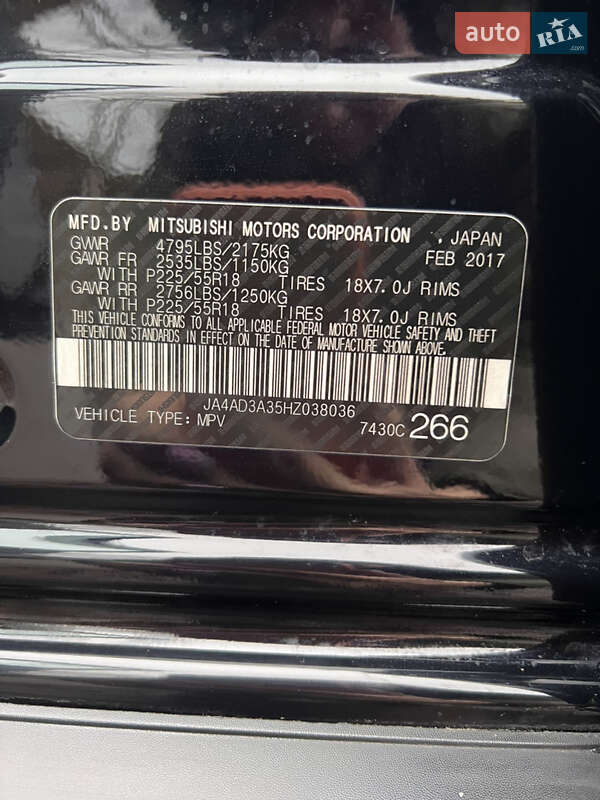 auto RIA .com
MFD.BY MITSUBISHI MOTORS CORPORATION , JAPAN
GVWR 4795LBS/2175KG FEB 2017
GAWR FR 2535LBS/1150KG
WITH P225/55R18 TIRES 18X7.0J RIMS
GAWR RR 2756LBS/1250KG
WITH P225/55R18 TIRES 18X7.0J RIMS
THIS VEHICLE CONFORMS TO ALL APPLICABLE FEDERAL MOTOR VEHICLE SAFETY AND THEFT
PREVENTION STANDARDS IN EFFECT ON THE DATE OF MANUFACTURE SHOWN ABOVE.
JA4AD3A35HZ038036
VEHICLE TYPE: MPV 7430C 266